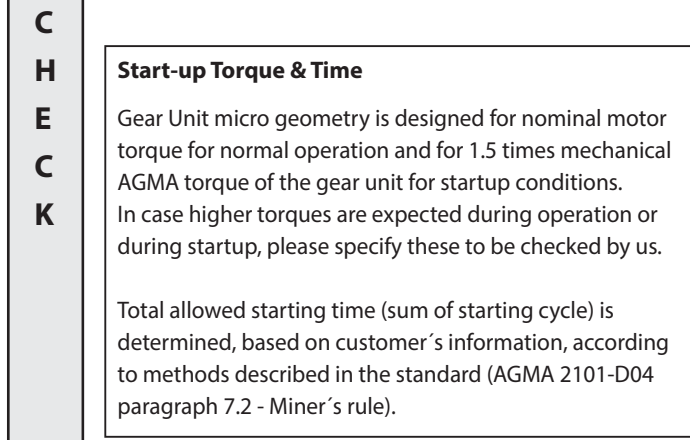 C
H
E
C
K
Start-up Torque & Time
Gear Unit micro geometry is designed for nominal motor
torque for normal operation and for 1.5 times mechanical
AGMA torque of the gear unit for startup conditions.
In case higher torques are expected during operation or
during startup, please specify these to be checked by us.
Total allowed starting time (sum of starting cycle) is
determined, based on customer´s information, according
to methods described in the standard (AGMA 2101-D04
paragraph 7.2 - Miner´s rule).